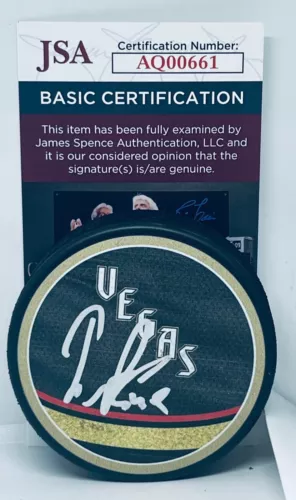 JSA
Certification Number:
AQ00661
BASIC CERTIFICATION
This item has been fully examined by
James Spence Authentication, LLC and
it is our considered opinion that the
signature(s) is/are genuine.
VEGAS